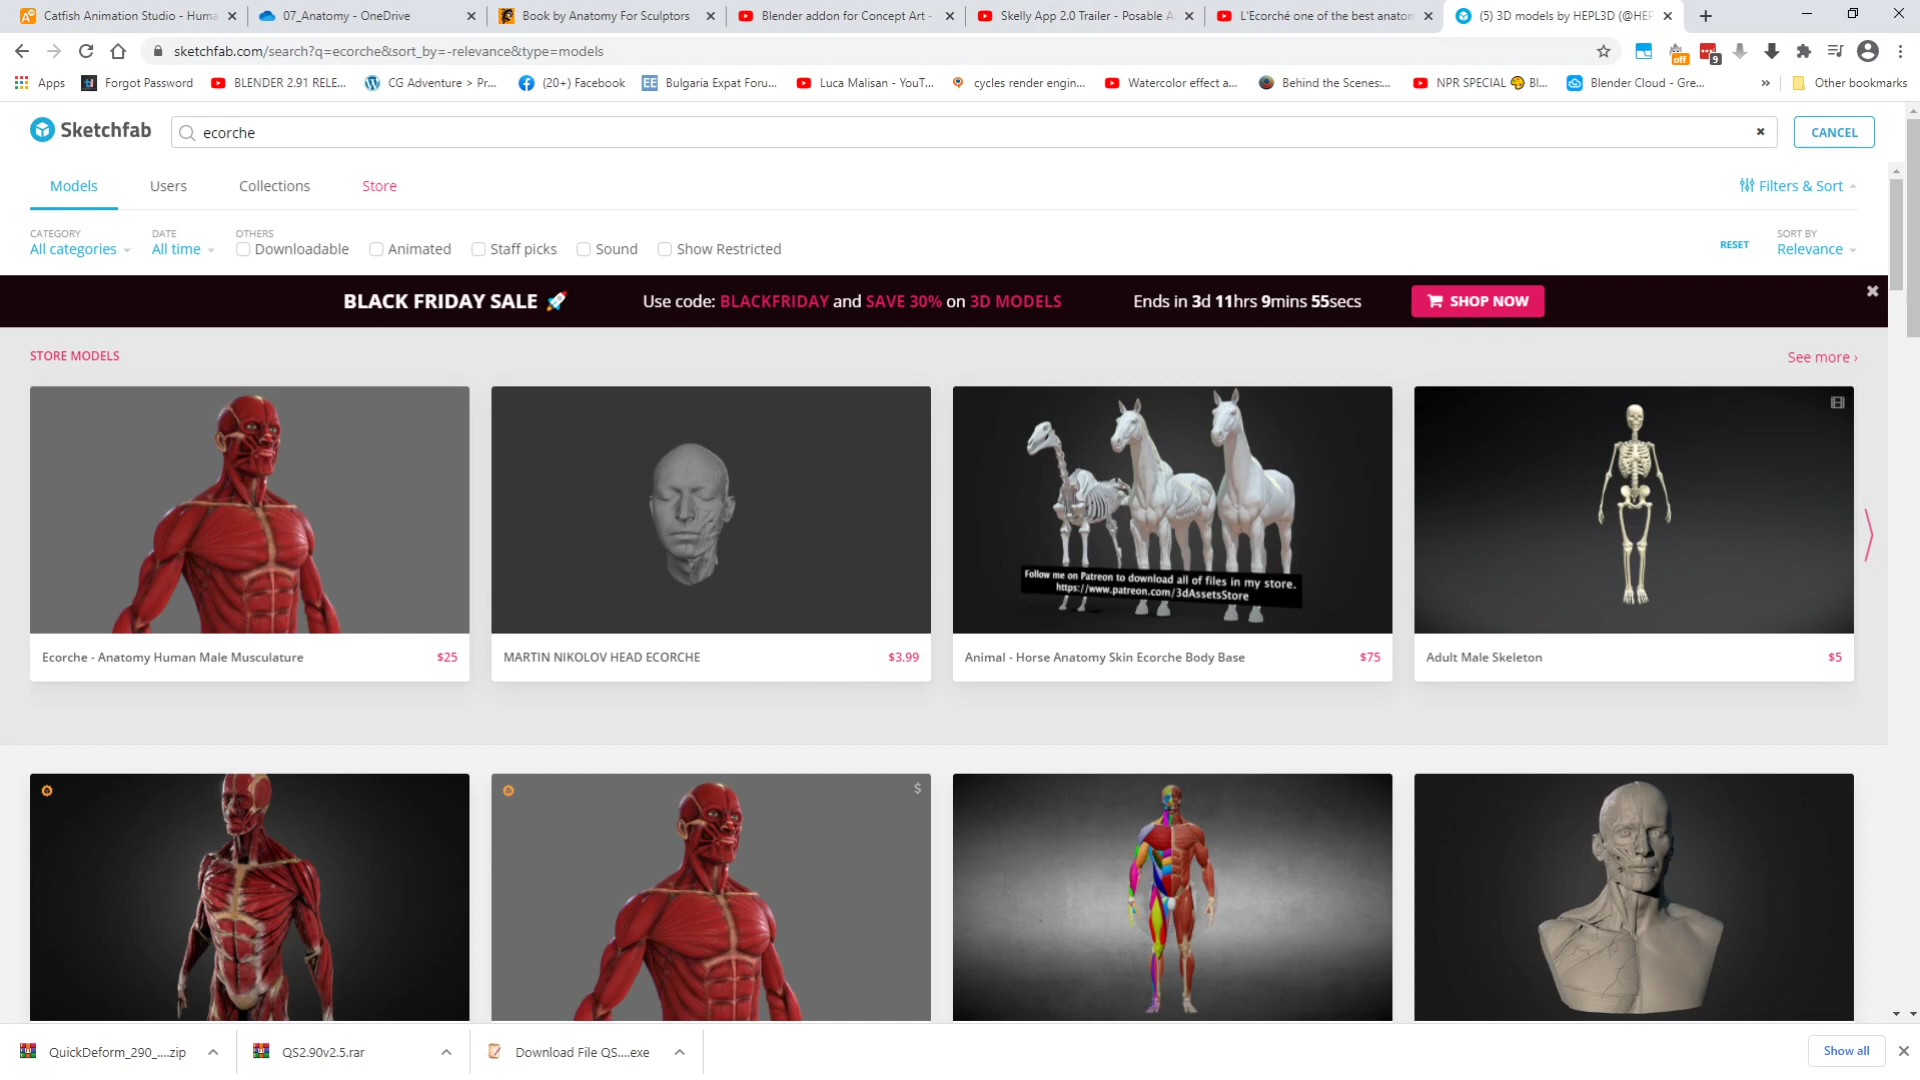 Catfish Animation Studio - Huma
07_Anatomy - OneDrive
Book by Anatomy For Sculptors
Blender addon for Concept Art -
Skelly App 2.0 Trailer - Posable A
L'Ecorché one of the best anaton
(5) 3D models by HEPL3D (@HEP
sketchfab.com/search?q=ecorche&sort_by=-relevance&type=models
off
9
Apps
Forgot Password
BLENDER 2.91 RELE...
CG Adventure > Pr...
(20+) Facebook
EE
Bulgaria Expat Foru...
Luca Malisan - YouT...
cycles render engin...
Watercolor effect a...
Behind the Scenes:...
NPR SPECIAL 🎨 Bl...
Blender Cloud - Gre...
»
Other bookmarks
Sketchfab
ecorche
CANCEL
Models
Users
Collections
Store
Filters & Sort
CATEGORY
DATE
OTHERS
SORT BY
All categories
All time
Downloadable
Animated
Staff picks
Sound
Show Restricted
RESET
Relevance
BLACK FRIDAY SALE 🚀
Use code: BLACKFRIDAY and SAVE 30% on 3D MODELS
Ends in 3d 11hrs 9mins 55secs
SHOP NOW
STORE MODELS
See more ›
Follow me on Patreon to download all of files in my store.
https://www.patreon.com/3dAssetsStore
Ecorche - Anatomy Human Male Musculature
$25
MARTIN NIKOLOV HEAD ECORCHE
$3.99
Animal - Horse Anatomy Skin Ecorche Body Base
$75
Adult Male Skeleton
$5
$
QuickDeform_290_....zip
QS2.90v2.5.rar
Download File QS....exe
Show all